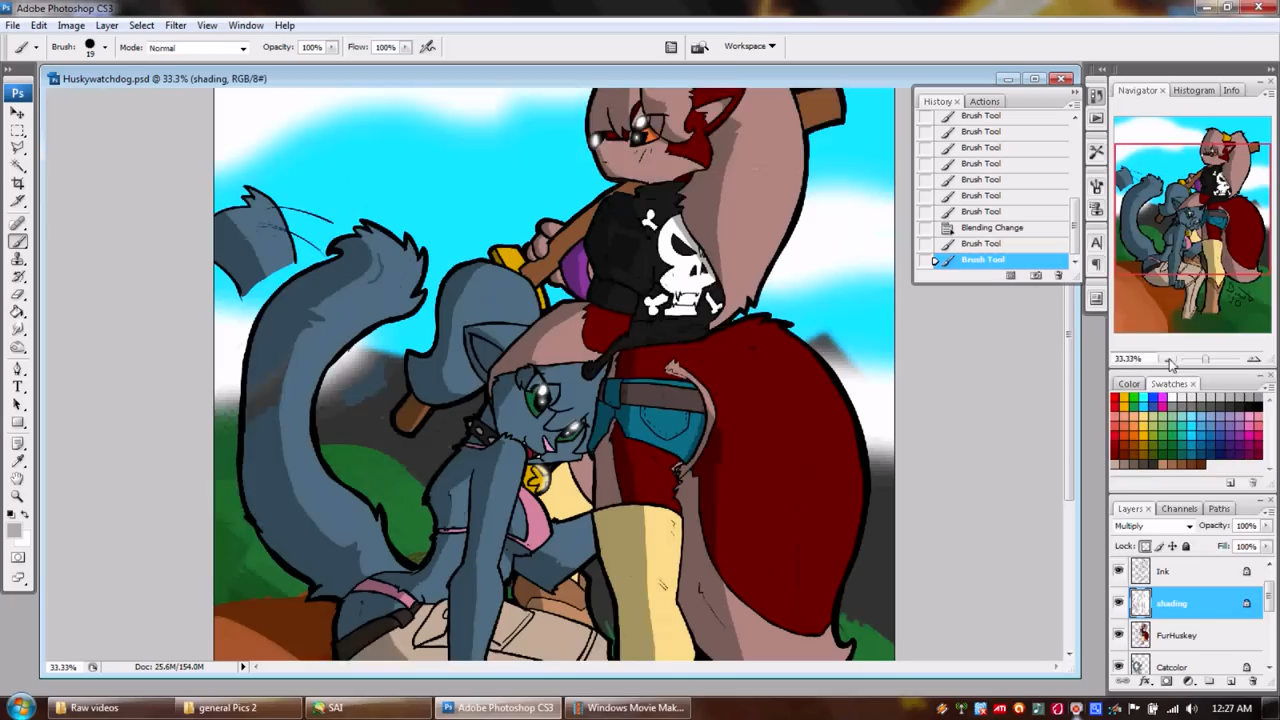 Ps Adobe Photoshop CS3
File Edit Image Layer Select Filter View Window Help
Brush: 19 Mode: Normal Opacity: 100% Flow: 100% Workspace
Ps
T
Huskywatchdog.psd @ 33.3% (shading, RGB/8#)
History Actions
Brush Tool
Brush Tool
Brush Tool
Brush Tool
Brush Tool
Brush Tool
Brush Tool
Blending Change
Brush Tool
Brush Tool
Navigator Histogram Info
33.33%
Color Swatches
Layers Channels Paths
Multiply Opacity: 100%
Lock: Fill: 100%
Ink
shading
FurHuskey
Catcolor
33.33% Doc: 25.6M/154.0M
Raw videos general Pics 2 SAI Adobe Photoshop CS3 Windows Movie Mak... 12:27 AM